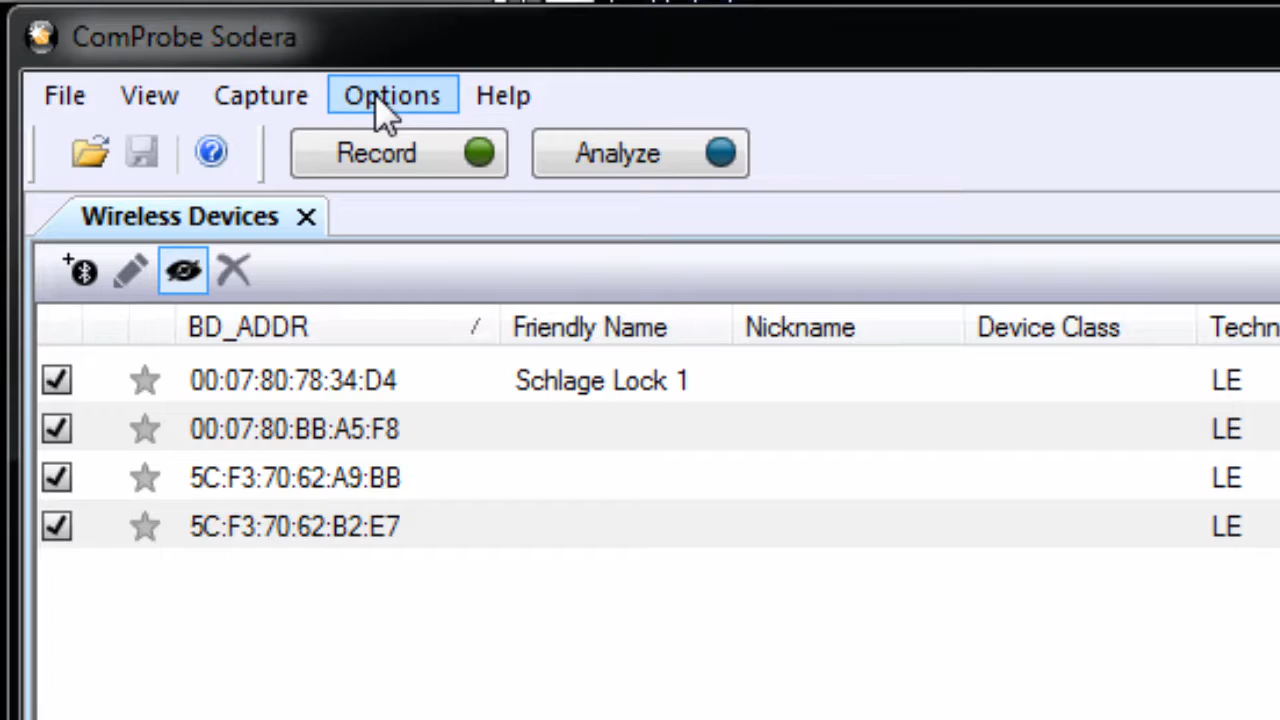 ComProbe Sodera
File View Capture Options Help
Record Analyze
Wireless Devices
BD_ADDR Friendly Name Nickname Device Class Techn
00:07:80:78:34:D4 Schlage Lock 1 LE
00:07:80:BB:A5:F8 LE
5C:F3:70:62:A9:BB LE
5C:F3:70:62:B2:E7 LE